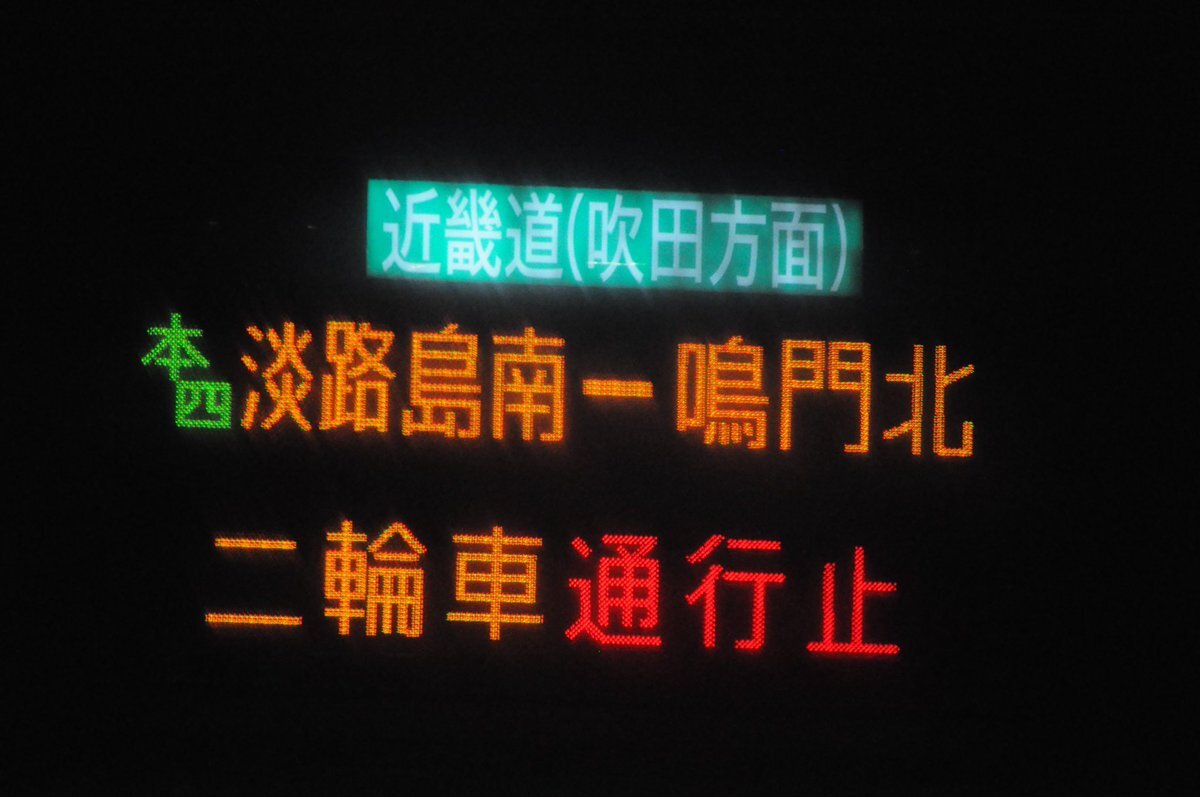 近畿道(吹田方面)
本四 淡路島南ー鳴門北
二輪車通行止